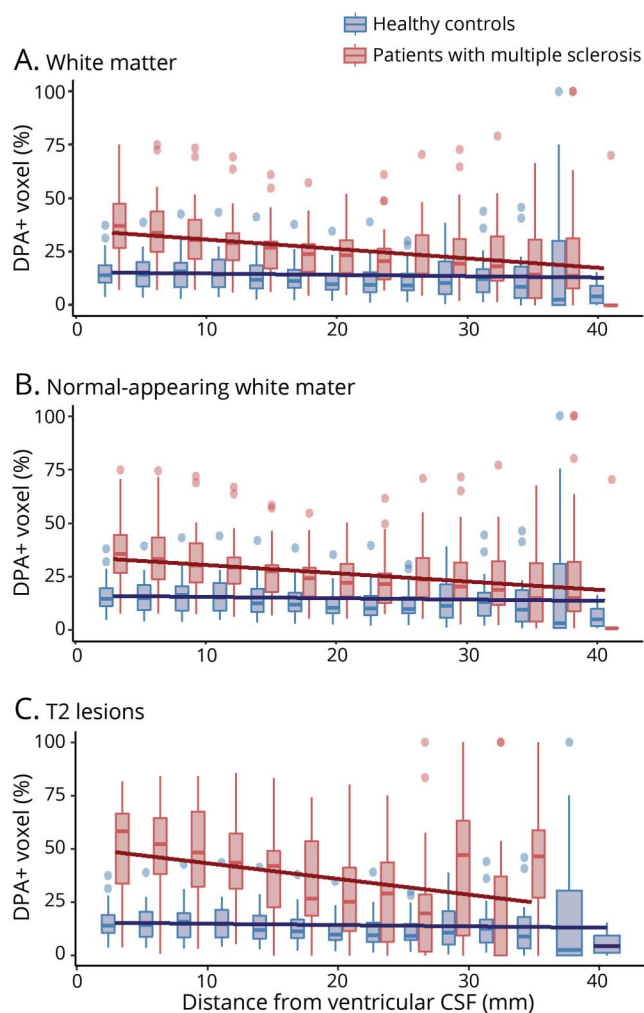 Healthy controls
Patients with multiple sclerosis
A. White matter
DPA+ voxel (%)
100
75
50
25
0
0 10 20 30 40
B. Normal-appearing white mater
DPA+ voxel (%)
100
75
50
25
0
0 10 20 30 40
C. T2 lesions
DPA+ voxel (%)
100
75
50
25
0
0 10 20 30 40
Distance from ventricular CSF (mm)